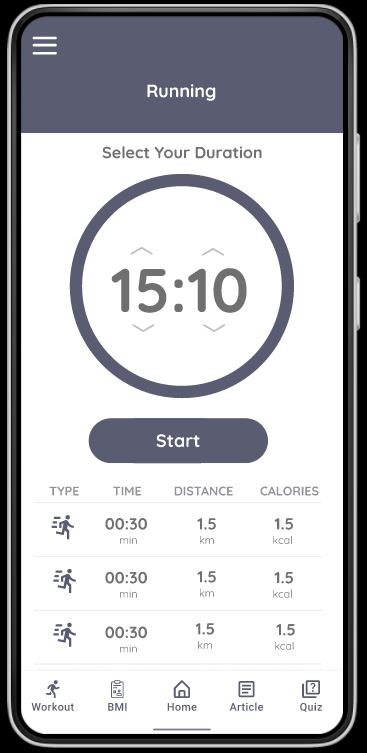 Running
Select Your Duration
15:10
Start
TYPE TIME DISTANCE CALORIES
00:30 1.5 1.5
min km kcal
00:30 1.5 1.5
min km kcal
00:30 1.5 1.5
min km kcal
Workout BMI Home Article Quiz